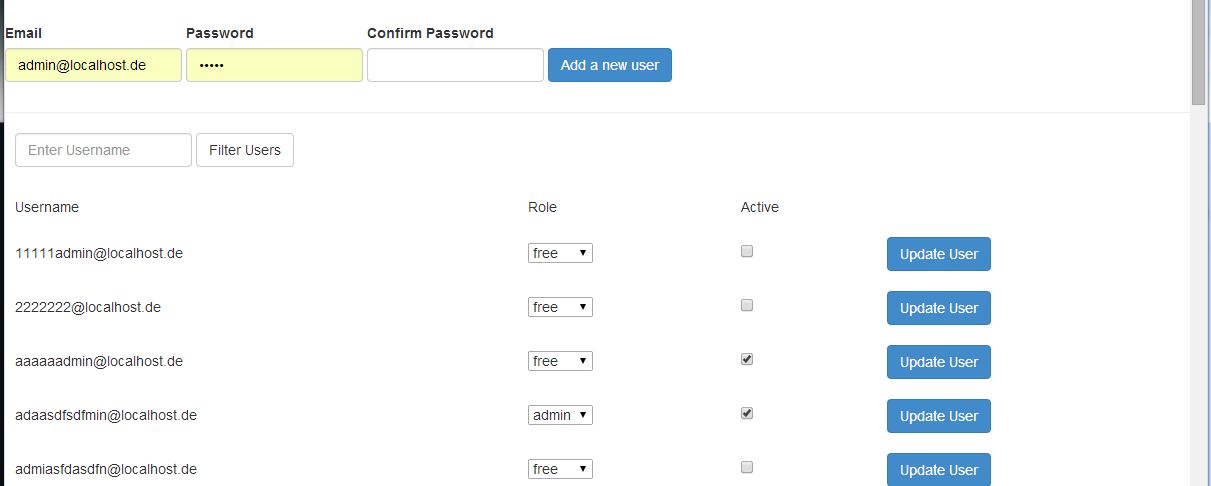 Email Password Confirm Password
admin@localhost.de ••••• Add a new user
Enter Username Filter Users
Username Role Active
11111admin@localhost.de free Update User
2222222@localhost.de free Update User
aaaaaadmin@localhost.de free Update User
adaasdfsdfmin@localhost.de admin Update User
admiasfdasdfn@localhost.de free Update User